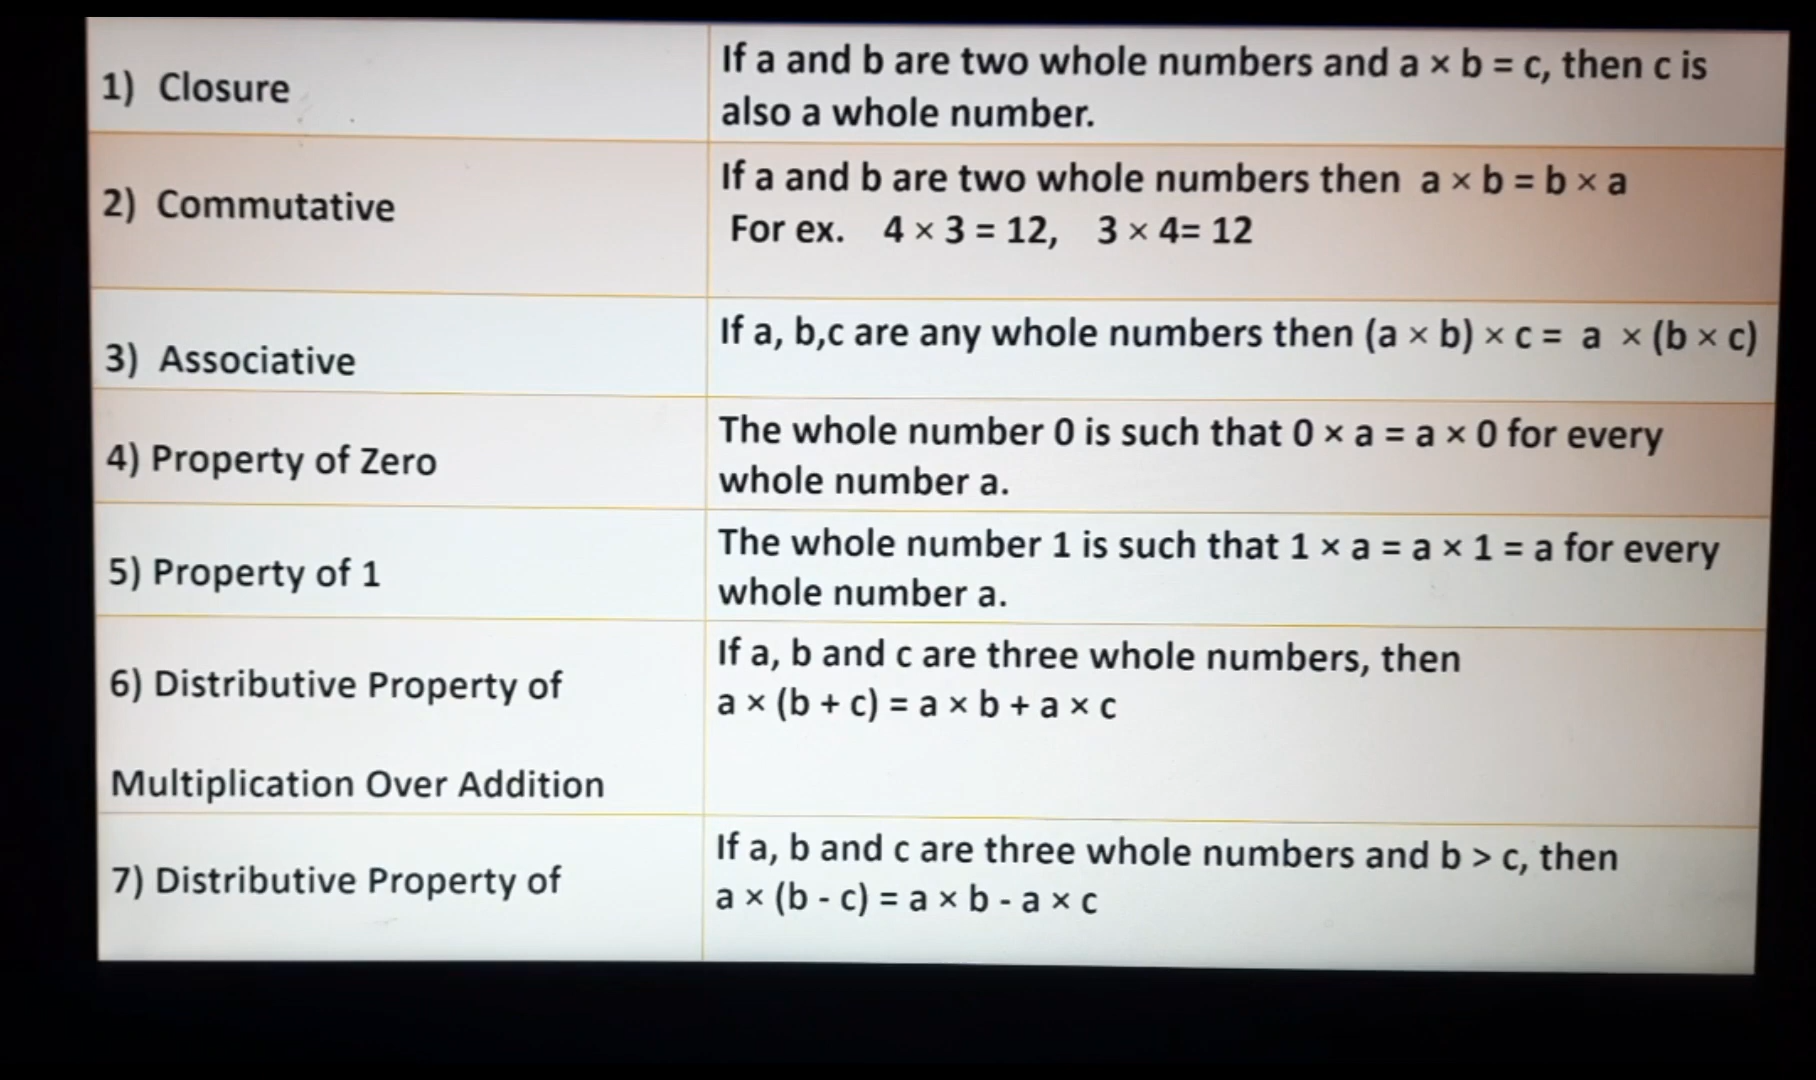 1) Closure
If a and b are two whole numbers and a × b = c, then c is
also a whole number.
2) Commutative
If a and b are two whole numbers then a × b = b × a
For ex. 4 × 3 = 12, 3 × 4= 12
3) Associative
If a, b,c are any whole numbers then (a × b) × c = a × (b × c)
4) Property of Zero
The whole number 0 is such that 0 × a = a × 0 for every
whole number a.
5) Property of 1
The whole number 1 is such that 1 × a = a × 1 = a for every
whole number a.
6) Distributive Property of
Multiplication Over Addition
If a, b and c are three whole numbers, then
a × (b + c) = a × b + a × c
7) Distributive Property of
If a, b and c are three whole numbers and b > c, then
a × (b - c) = a × b - a × c